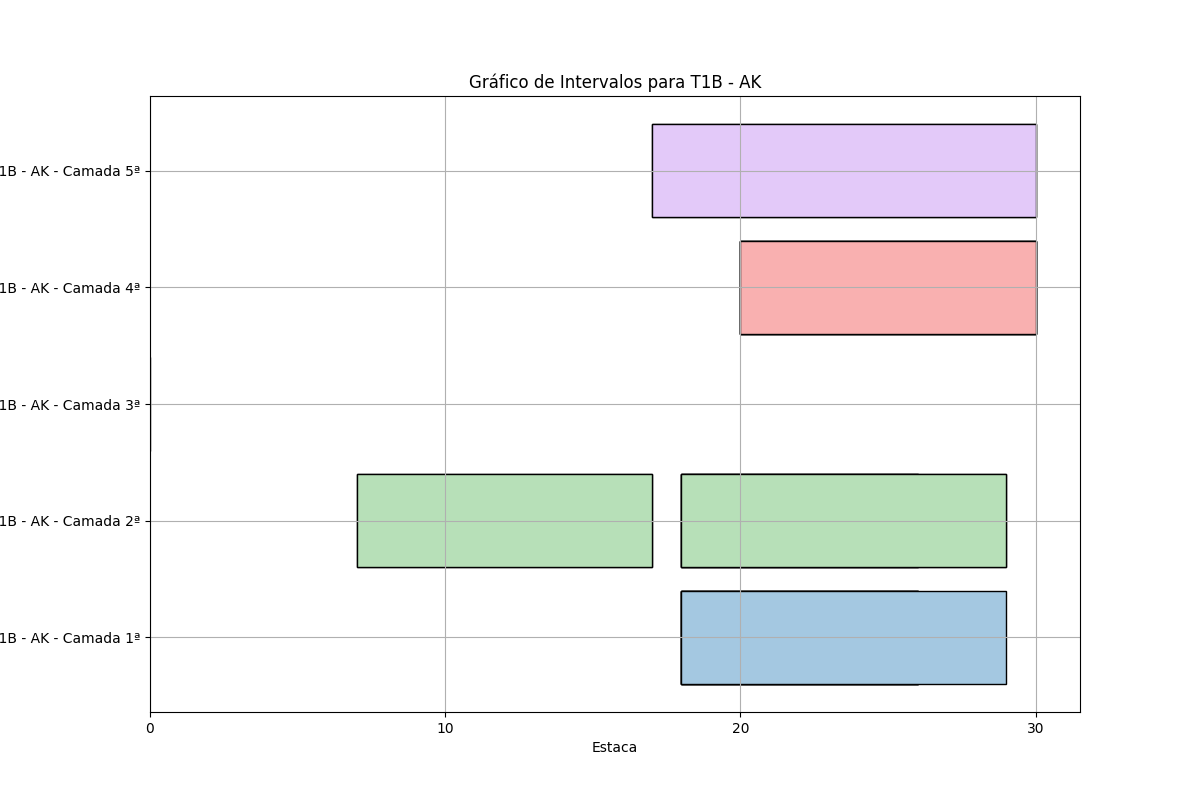 Gráfico de Intervalos para T1B - AK
1B - AK - Camada 5ª
1B - AK - Camada 4ª
1B - AK - Camada 3ª
1B - AK - Camada 2ª
1B - AK - Camada 1ª
0 10 20 30
Estaca